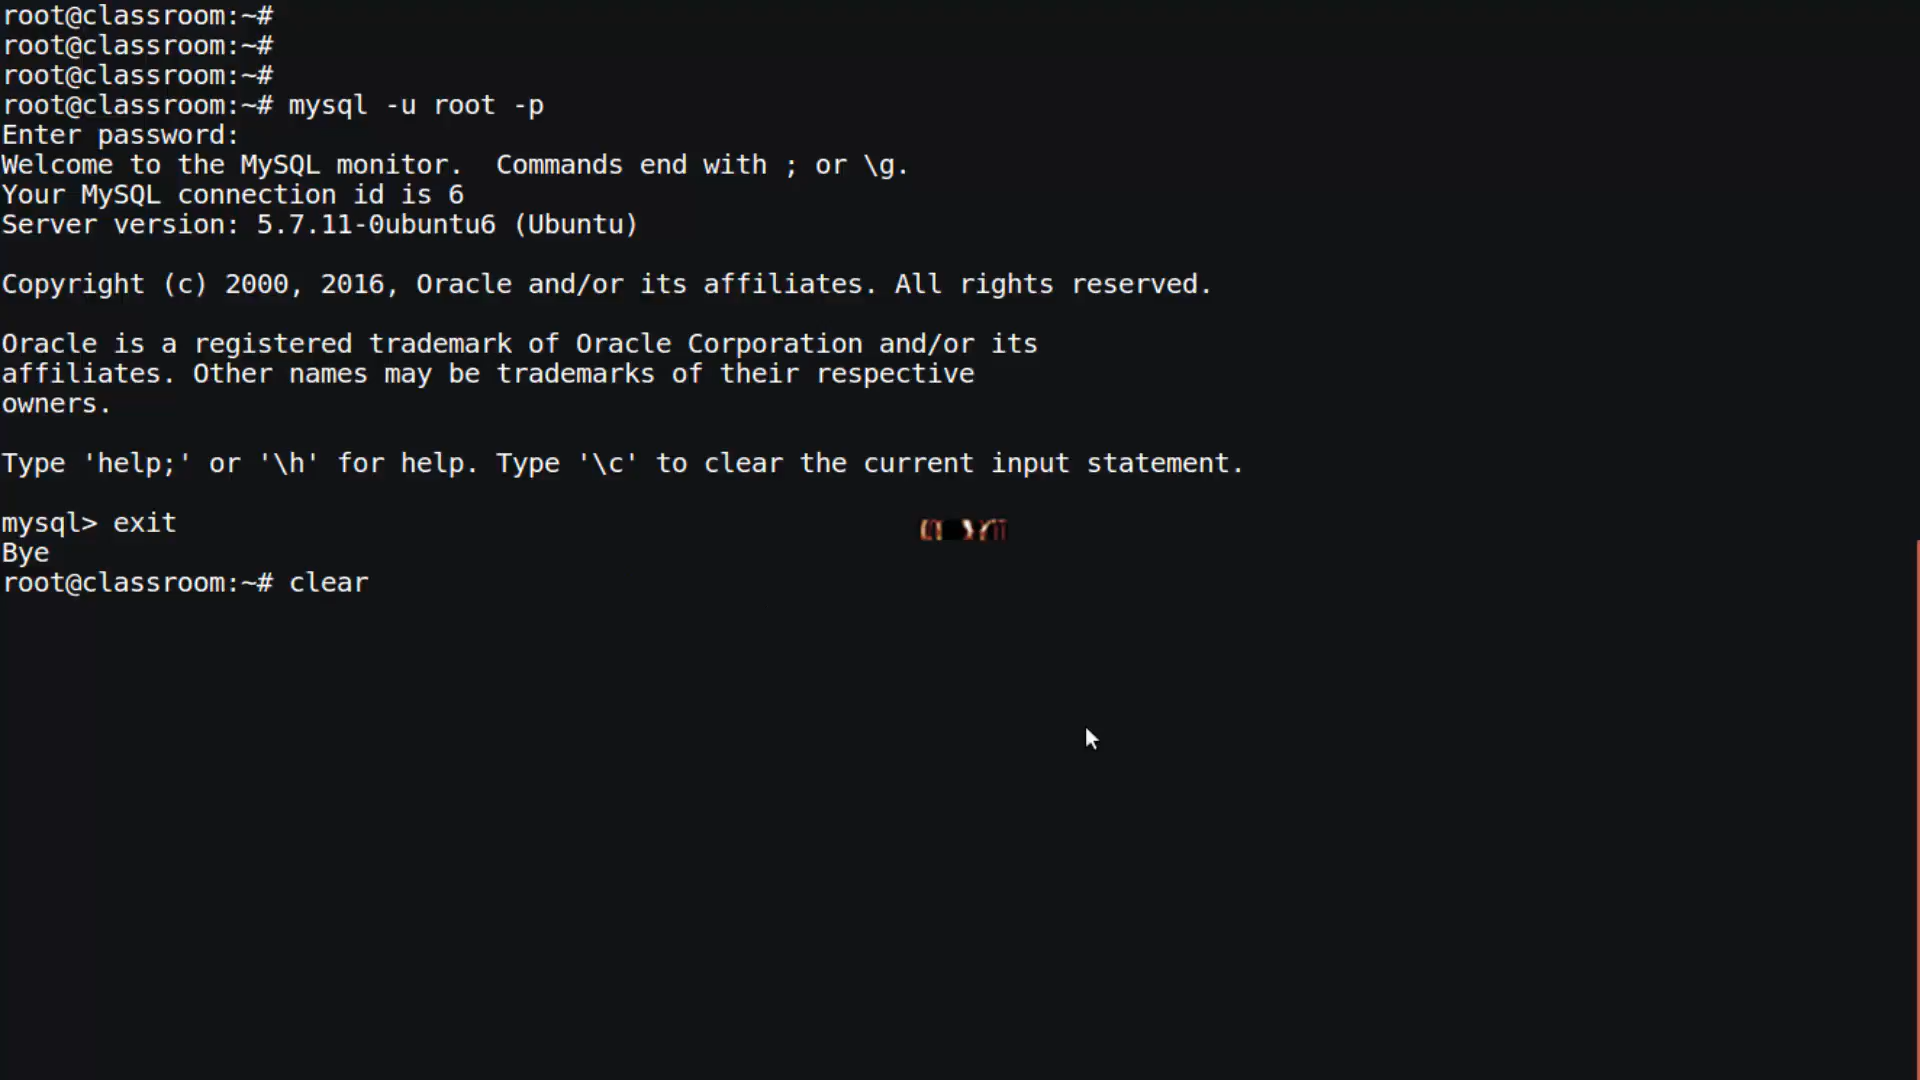 root@classroom:~#
root@classroom:~#
root@classroom:~#
root@classroom:~# mysql -u root -p
Enter password:
Welcome to the MySQL monitor.  Commands end with ; or \g.
Your MySQL connection id is 6
Server version: 5.7.11-0ubuntu6 (Ubuntu)
Copyright (c) 2000, 2016, Oracle and/or its affiliates. All rights reserved.
Oracle is a registered trademark of Oracle Corporation and/or its
affiliates. Other names may be trademarks of their respective
owners.
Type 'help;' or '\h' for help. Type '\c' to clear the current input statement.
mysql> exit
Bye
root@classroom:~# clear